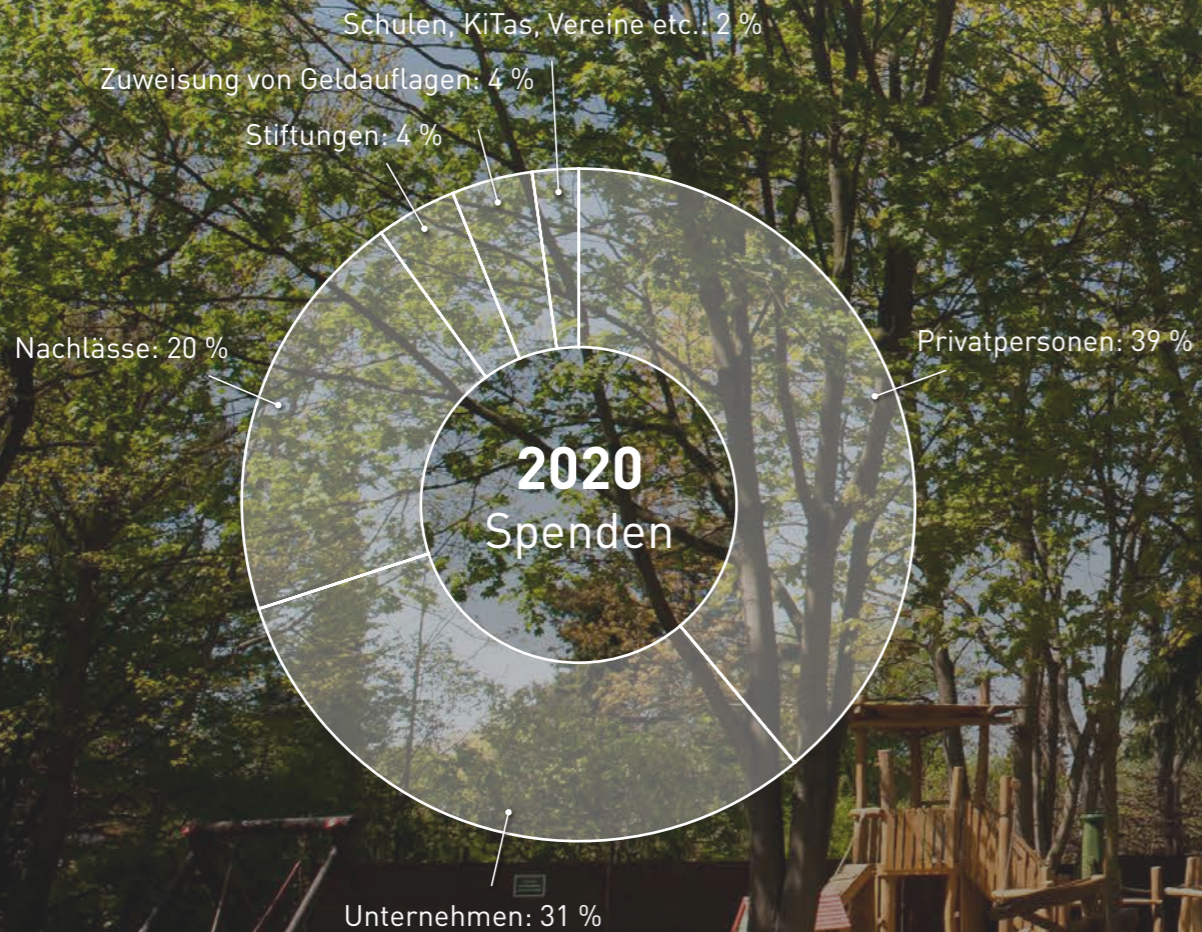 Schulen, KiTas, Vereine etc.: 2 %
Zuweisung von Geldauflagen: 4 %
Stiftungen: 4 %
Nachlässe: 20 %
Privatpersonen: 39 %
2020
Spenden
Unternehmen: 31 %